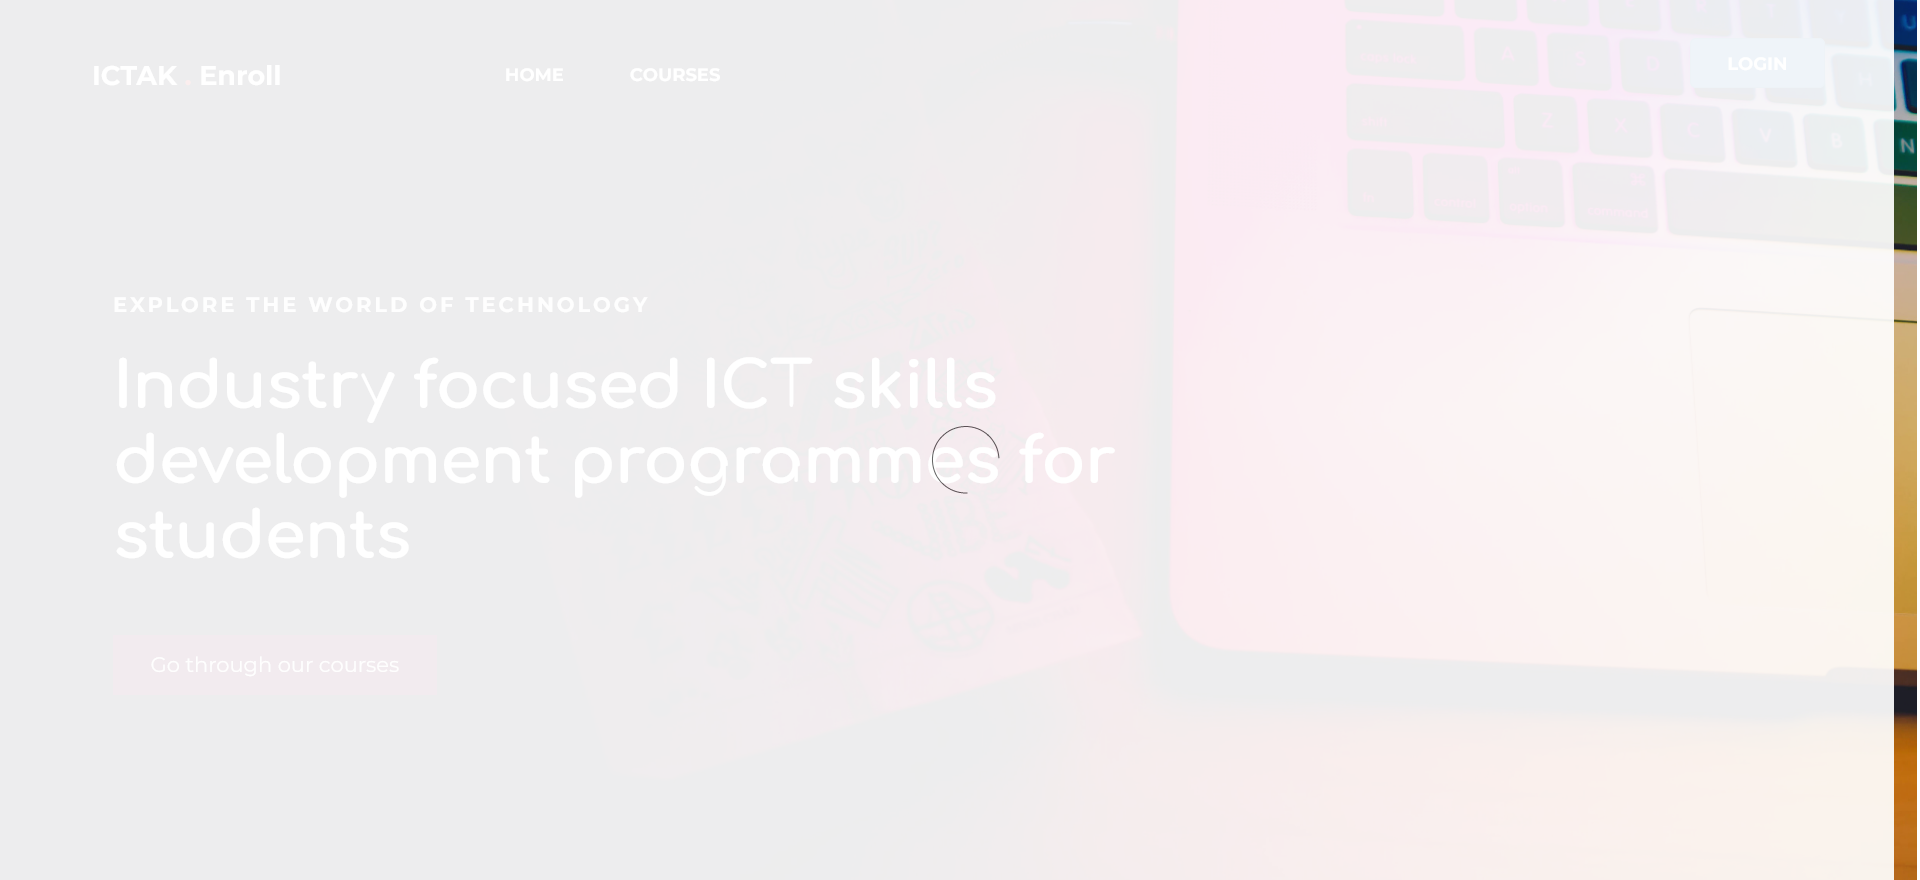 ICTAK . Enroll
HOME
COURSES
LOGIN
EXPLORE THE WORLD OF TECHNOLOGY
Industry focused ICT skills
development programmes for
students
Go through our courses